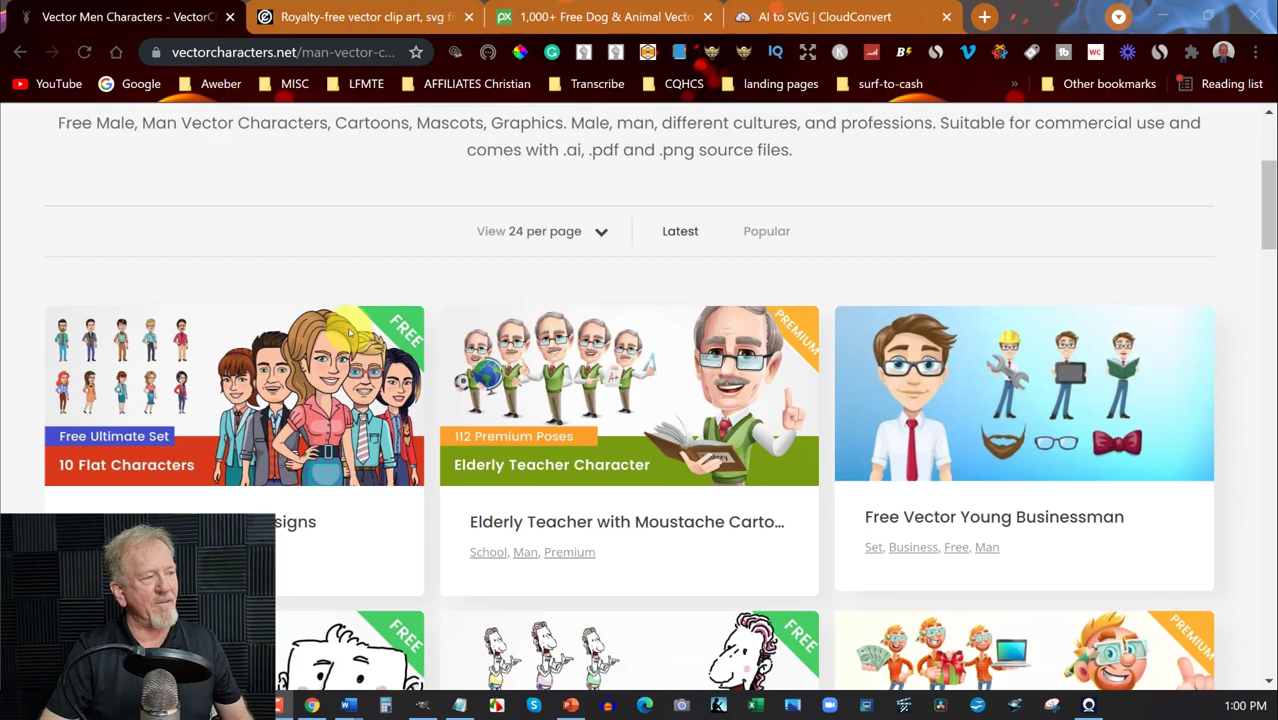 Vector Men Characters - VectorC
Royalty-free vector clip art, svg fi
1,000+ Free Dog & Animal Vecto
AI to SVG | CloudConvert
vectorcharacters.net/man-vector-c...
YouTube
Google
Aweber
MISC
LFMTE
AFFILIATES Christian
Transcribe
CQHCS
landing pages
surf-to-cash
Other bookmarks
Reading list
Free Male, Man Vector Characters, Cartoons, Mascots, Graphics. Male, man, different cultures, and professions. Suitable for commercial use and
comes with .ai, .pdf and .png source files.
View 24 per page
Latest
Popular
FREE
Free Ultimate Set
10 Flat Characters
PREMIUM
112 Premium Poses
Elderly Teacher Character
signs
Elderly Teacher with Moustache Carto...
School, Man, Premium
Free Vector Young Businessman
Set, Business, Free, Man
FREE
FREE
PREMIUM
1:00 PM